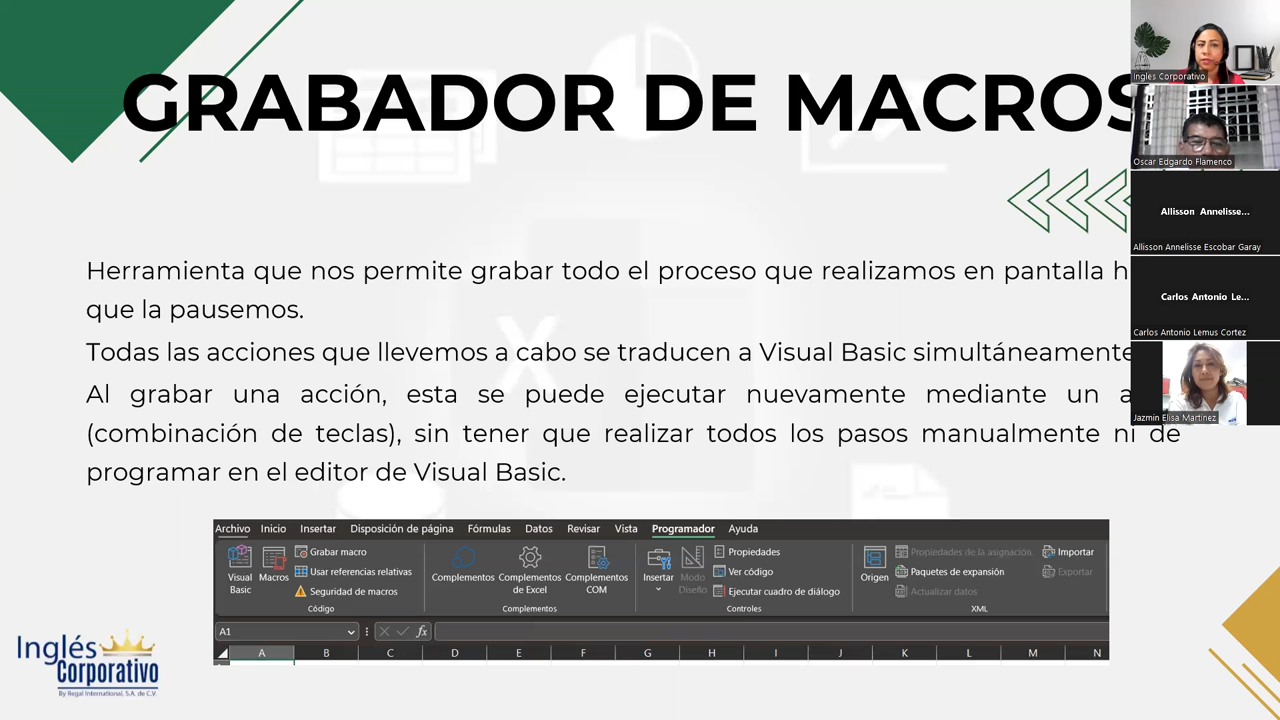 GRABADOR DE MACROS
Herramienta que nos permite grabar todo el proceso que realizamos en pantalla h
que la pausemos.
Todas las acciones que llevemos a cabo se traducen a Visual Basic simultáneamente
Al grabar una acción, esta se puede ejecutar nuevamente mediante un a
(combinación de teclas), sin tener que realizar todos los pasos manualmente ni de
programar en el editor de Visual Basic.
Archivo Inicio Insertar Disposición de página Fórmulas Datos Revisar Vista Programador Ayuda
Visual Basic
Macros
Grabar macro
Usar referencias relativas
Seguridad de macros
Código
Complementos
Complementos de Excel
Complementos COM
Complementos
Insertar
Modo Diseño
Propiedades
Ver código
Ejecutar cuadro de diálogo
Controles
Origen
Propiedades de la asignación
Paquetes de expansión
Actualizar datos
Importar
Exportar
XML
A1
fx
A B C D E F G H I J K L M N
Inglés
Corporativo
By Regal International, S.A. de C.V.
Ingles Corporativo
Oscar Edgardo Flamenco
Allisson Annelisse...
Allisson Annelisse Escobar Garay
Carlos Antonio Le...
Carlos Antonio Lemus Cortez
Jazmin Elisa Martinez